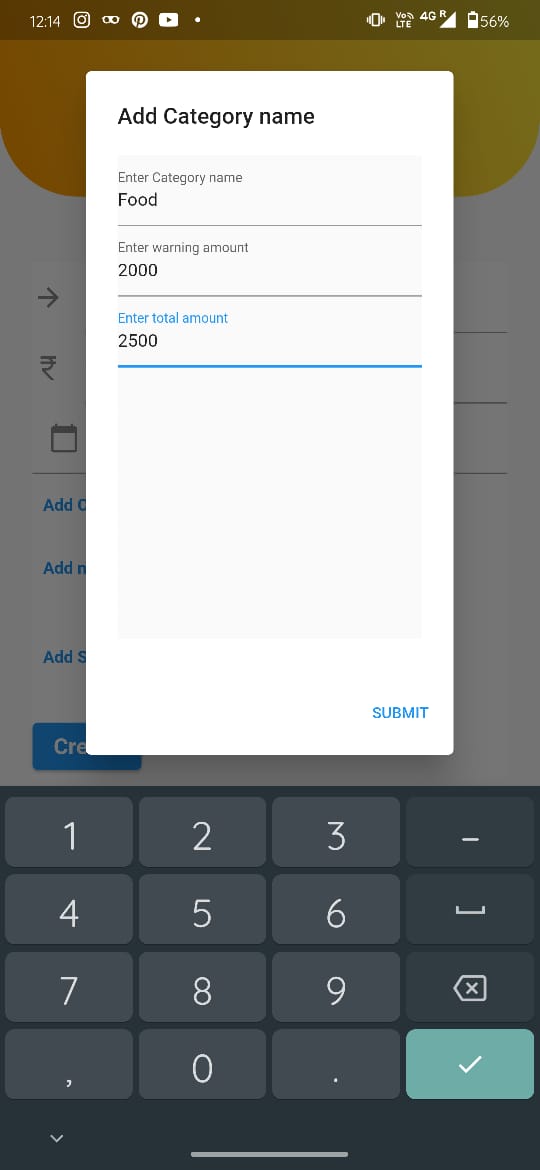 12:14
Vo)) LTE 4G R 56%
Add Category name
Enter Category name
Food
Enter warning amount
2000
Enter total amount
2500
Add
Add
Add S
SUBMIT
Cre
1 2 3 –
4 5 6
7 8 9
, 0 .